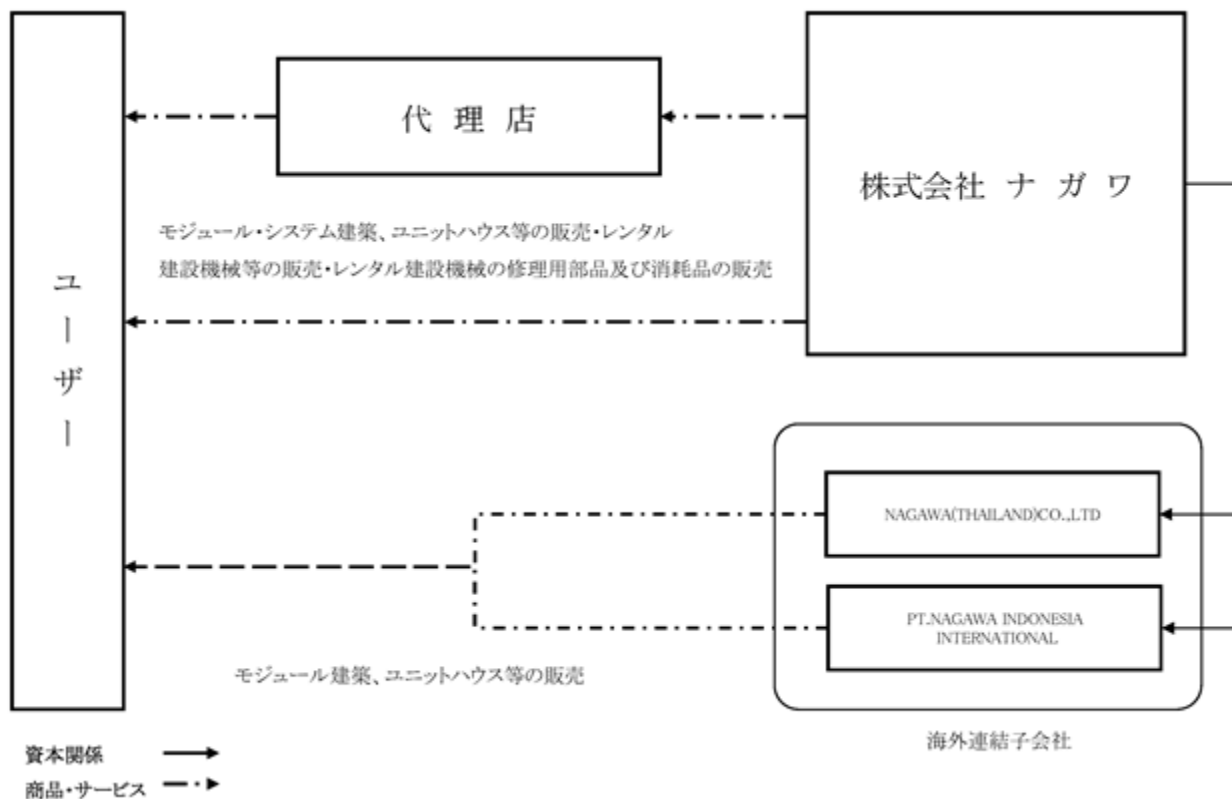 代理店
株式会社 ナ ガ ワ
モジュール・システム建築、ユニットハウス等の販売・レンタル
建設機械等の販売・レンタル建設機械の修理用部品及び消耗品の販売
ユーザー
NAGAWA(THAILAND)CO.,LTD
PT.NAGAWA INDONESIA
INTERNATIONAL
モジュール建築、ユニットハウス等の販売
海外連結子会社
資本関係
商品・サービス